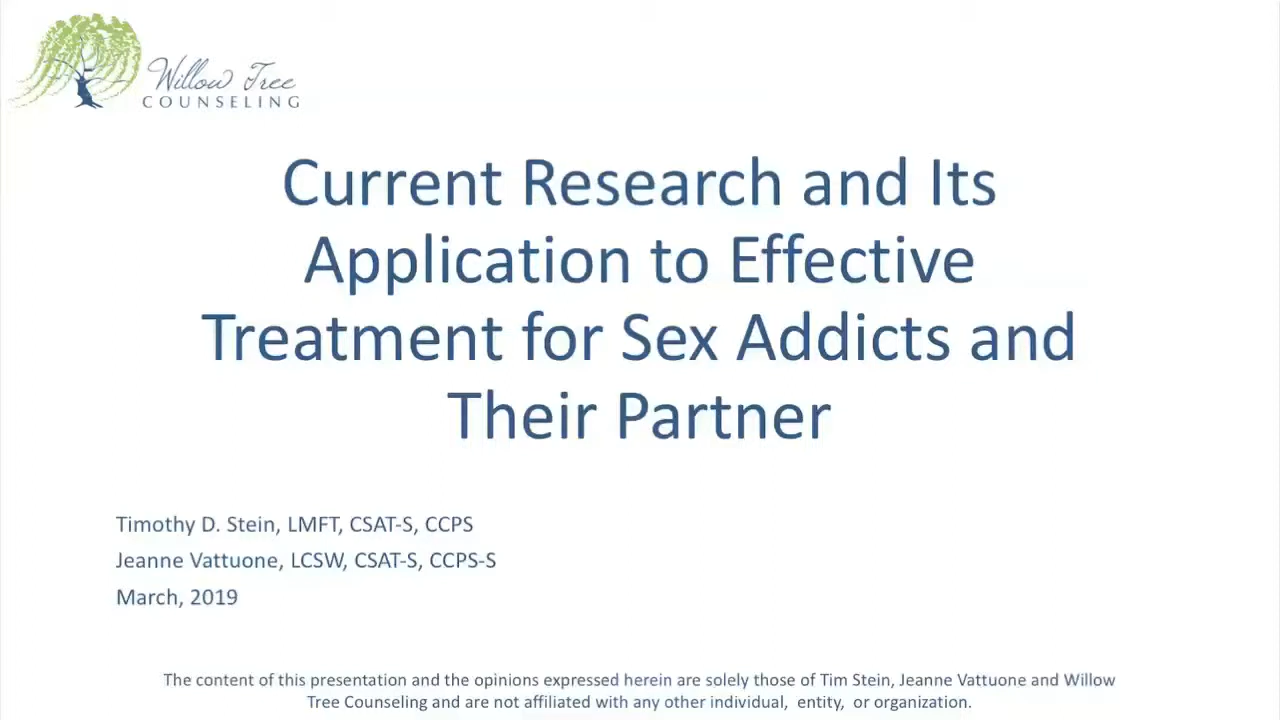 Willow Tree
COUNSELING
Current Research and Its
Application to Effective
Treatment for Sex Addicts and
Their Partner
Timothy D. Stein, LMFT, CSAT-S, CCPS
Jeanne Vattuone, LCSW, CSAT-S, CCPS-S
March, 2019
The content of this presentation and the opinions expressed herein are solely those of Tim Stein, Jeanne Vattuone and Willow
Tree Counseling and are not affiliated with any other individual, entity, or organization.